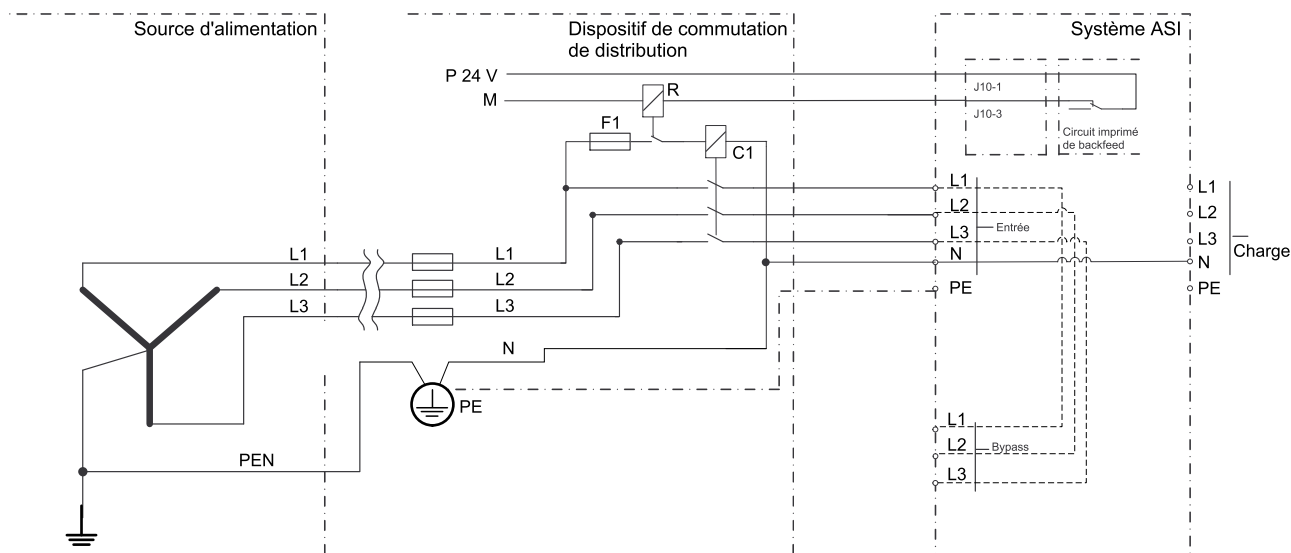 Source d'alimentation
Dispositif de commutation
de distribution
Système ASI
P 24 V
M
R
J10-1
J10-3
F1
C1
Circuit imprimé
de backfeed
L1
L2
L3
N
PE
Entrée
L1
L2
L3
N
PE
Charge
L1
L2
L3
L1
L2
L3
N
PE
PEN
L1
L2
L3
Bypass